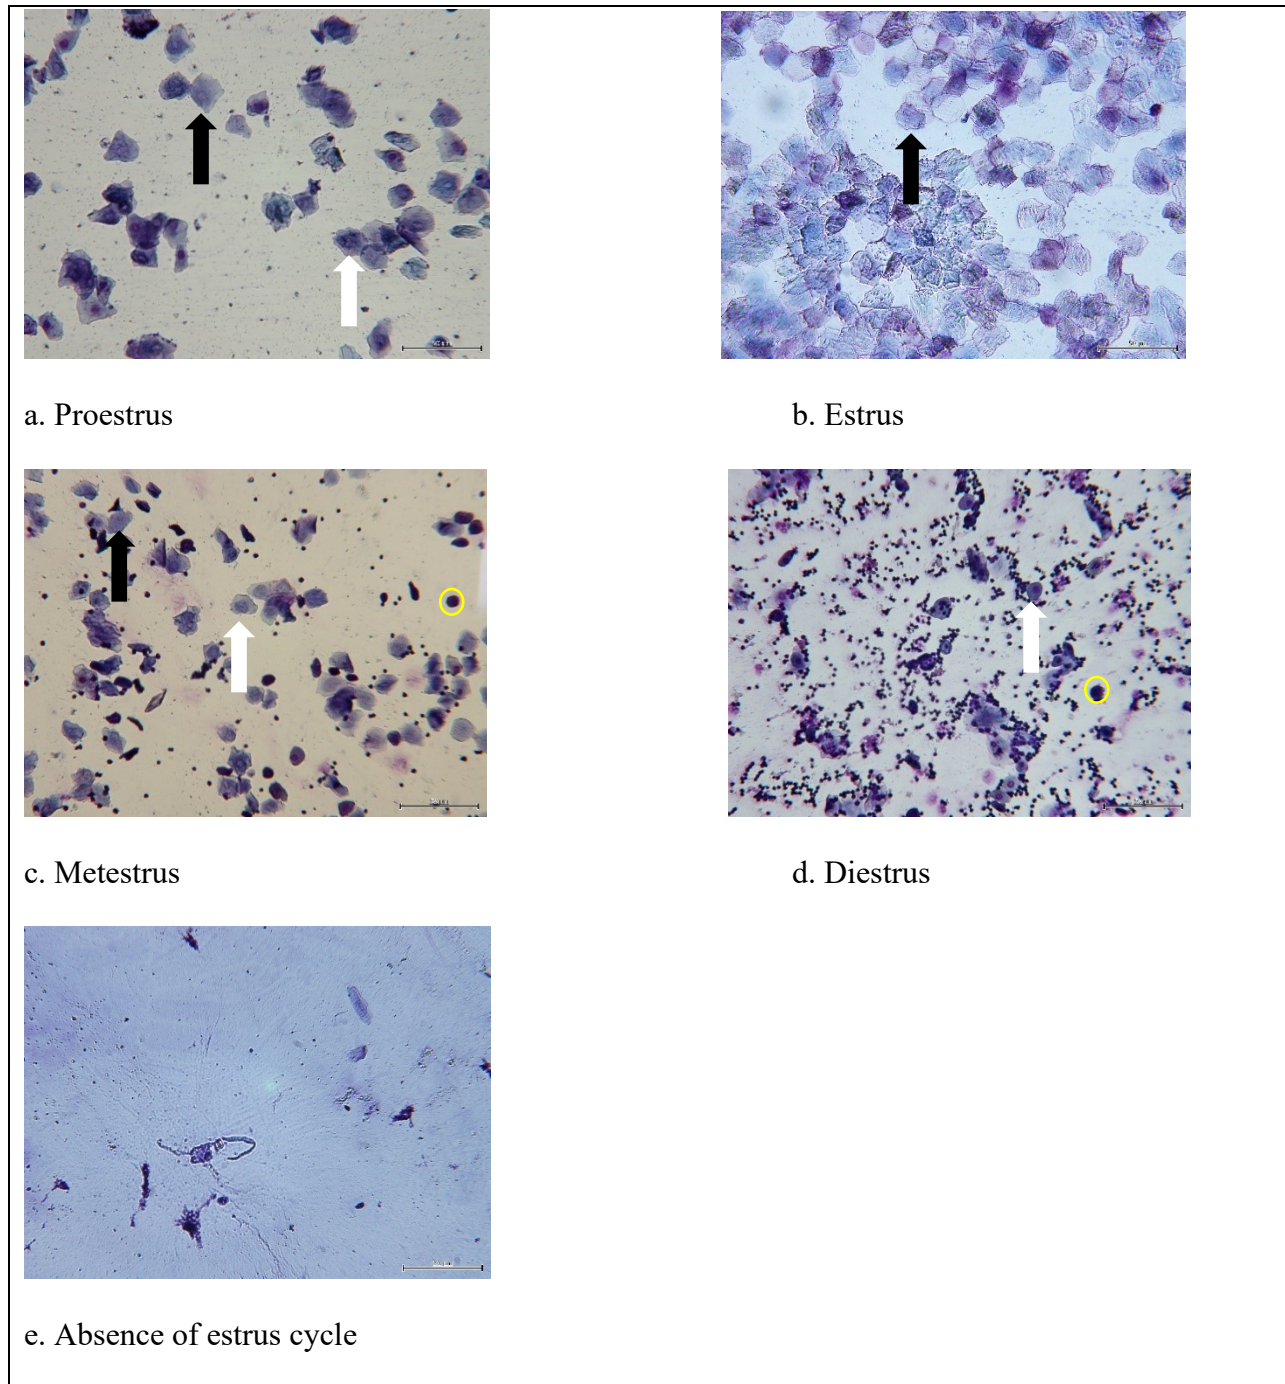 a. Proestrus
b. Estrus
c. Metestrus
d. Diestrus
e. Absence of estrus cycle